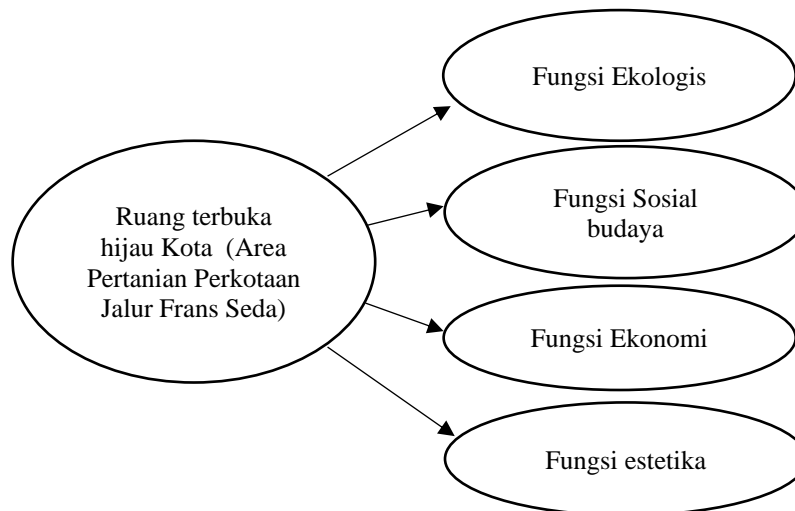 Ruang terbuka
hijau Kota (Area
Pertanian Perkotaan
Jalur Frans Seda)
Fungsi Ekologis
Fungsi Sosial
budaya
Fungsi Ekonomi
Fungsi estetika